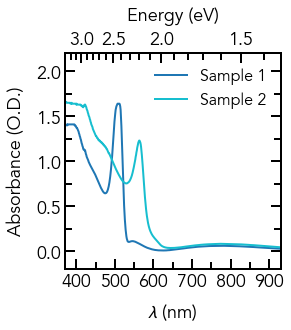 Energy (eV)
3.0 2.5 2.0 1.5
Sample 1
Sample 2
Absorbance (O.D.)
2.0
1.5
1.0
0.5
0.0
400 500 600 700 800 900
λ (nm)